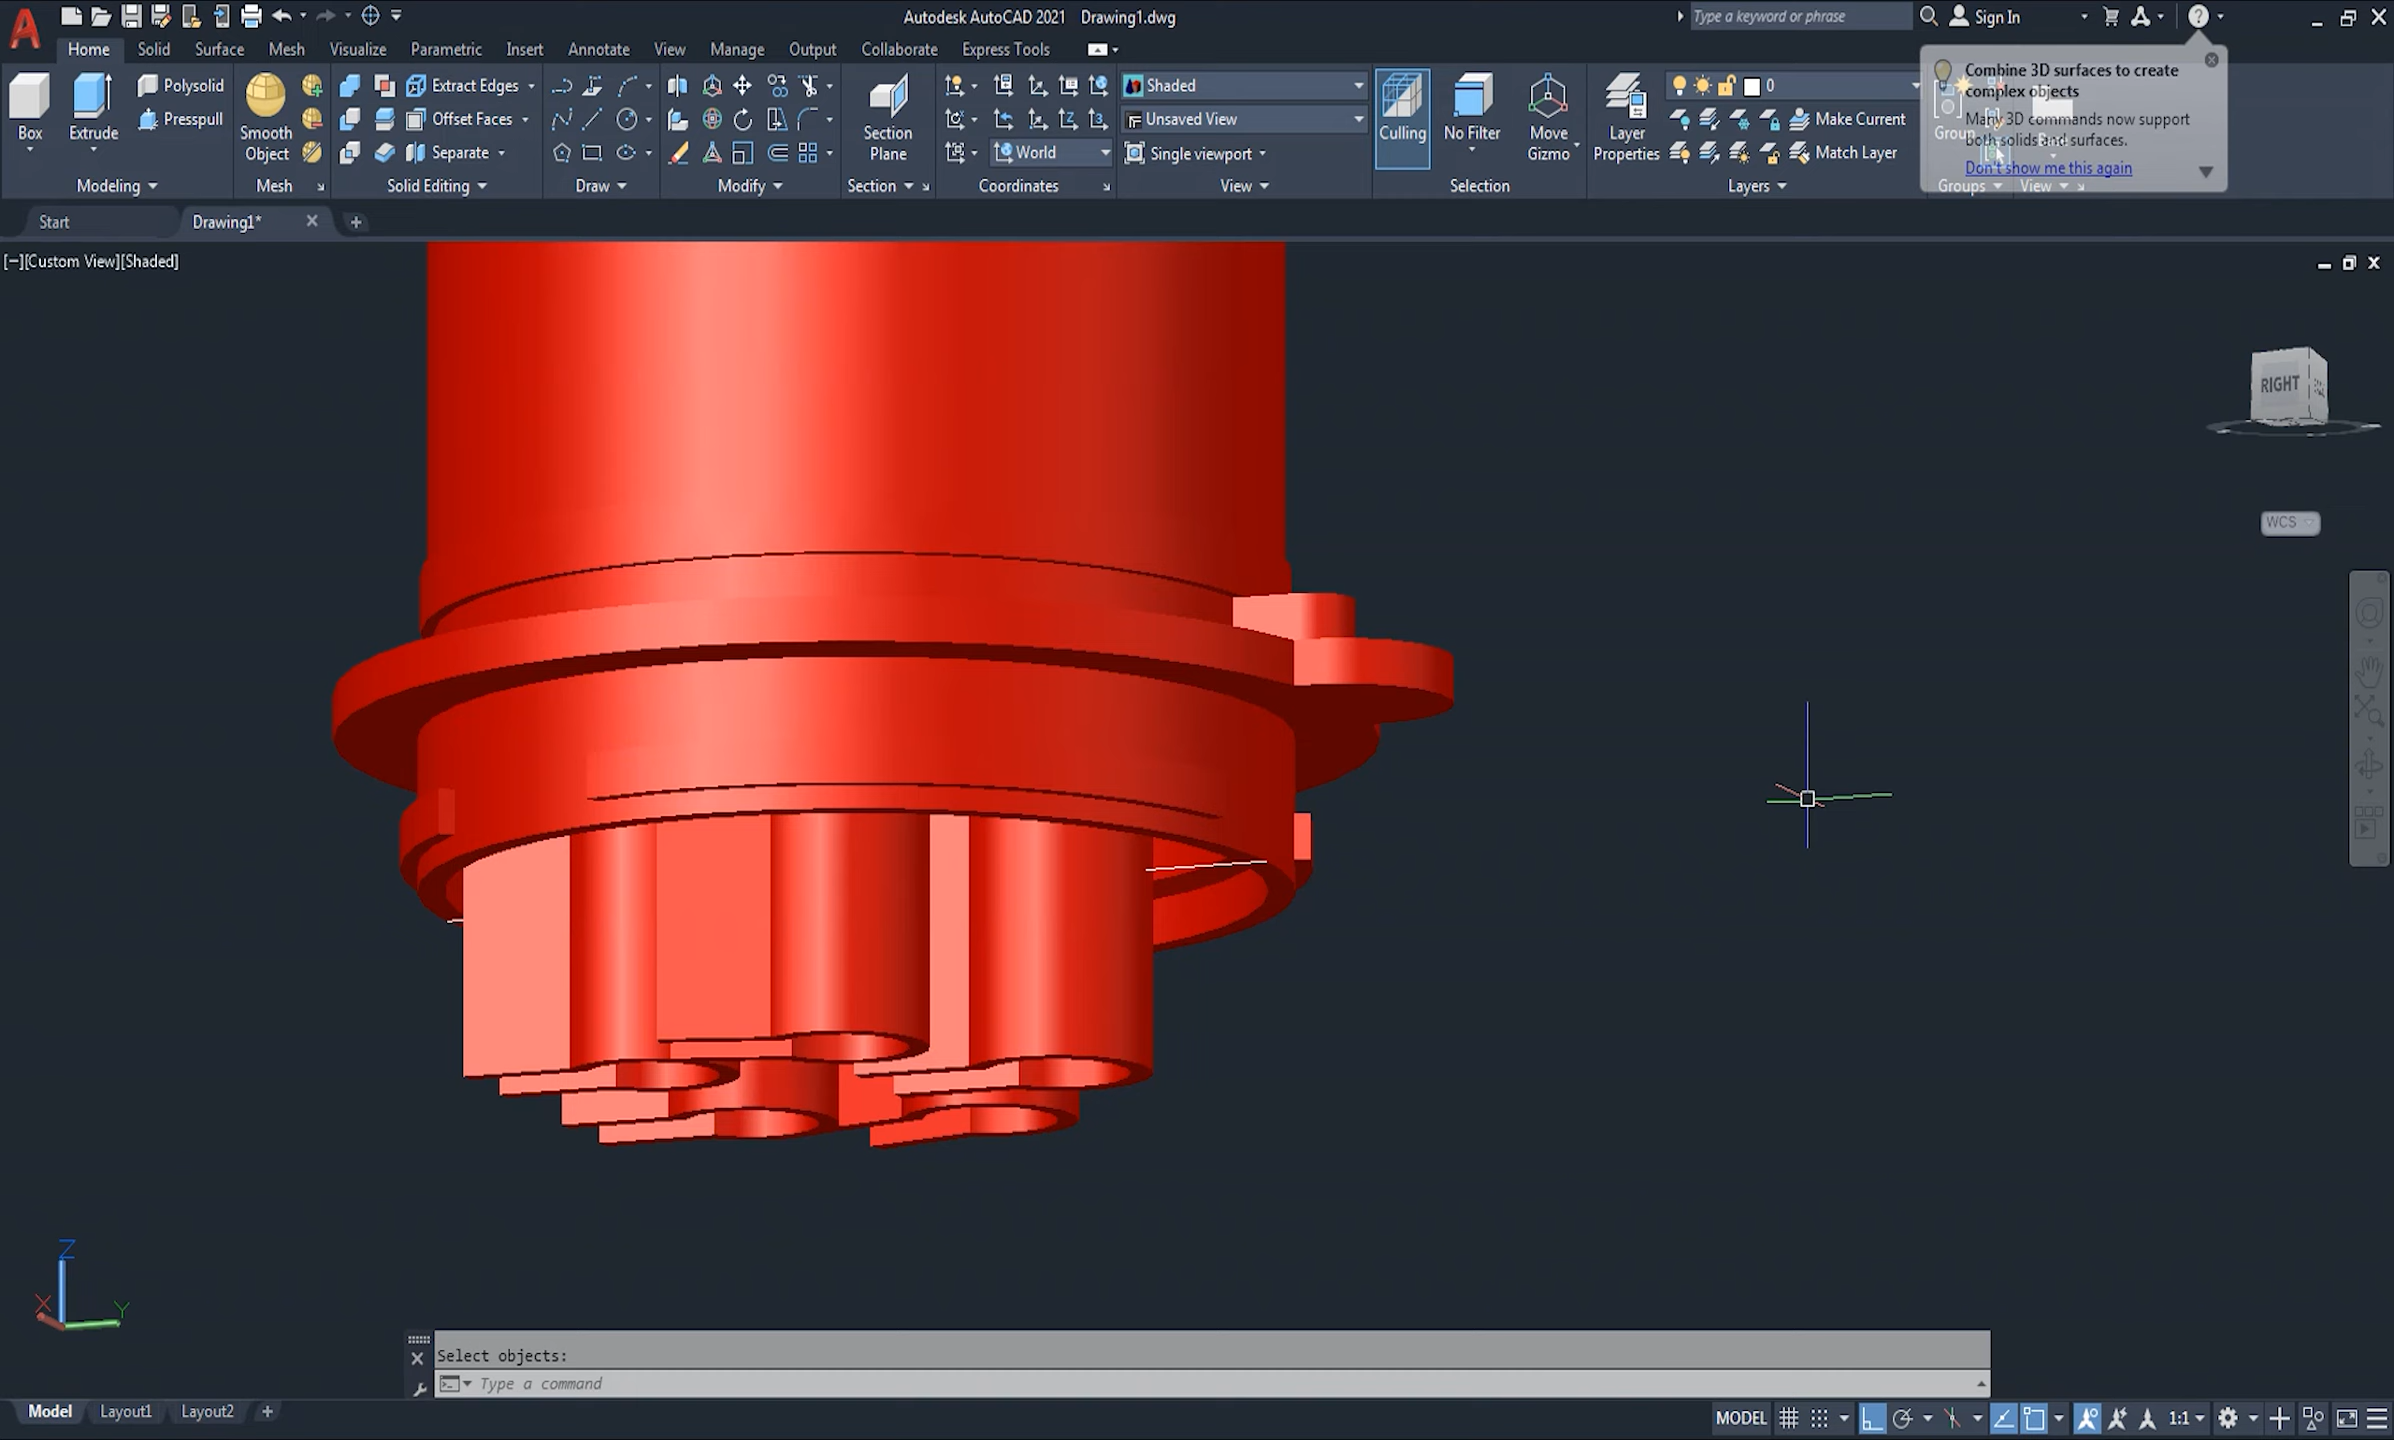 Autodesk AutoCAD 2021 Drawing1.dwg
Type a keyword or phrase
Sign In
Home Solid Surface Mesh Visualize Parametric Insert Annotate View Manage Output Collaborate Express Tools
Box
Extrude
Polysolid
Presspull
Modeling
Smooth Object
Mesh
Extract Edges
Offset Faces
Separate
Solid Editing
Draw
Modify
Section Plane
Section
World
Coordinates
Shaded
Unsaved View
Single viewport
View
Culling
No Filter
Move Gizmo
Selection
Layer Properties
0
Make Current
Match Layer
Layers
Group
Groups
View
Combine 3D surfaces to create
complex objects
Many 3D commands now support
both solids and surfaces.
Don't show me this again
Start
Drawing1*
[–][Custom View][Shaded]
RIGHT
WCS
Z
X
Y
Select objects:
Type a command
Model Layout1 Layout2
MODEL
1:1